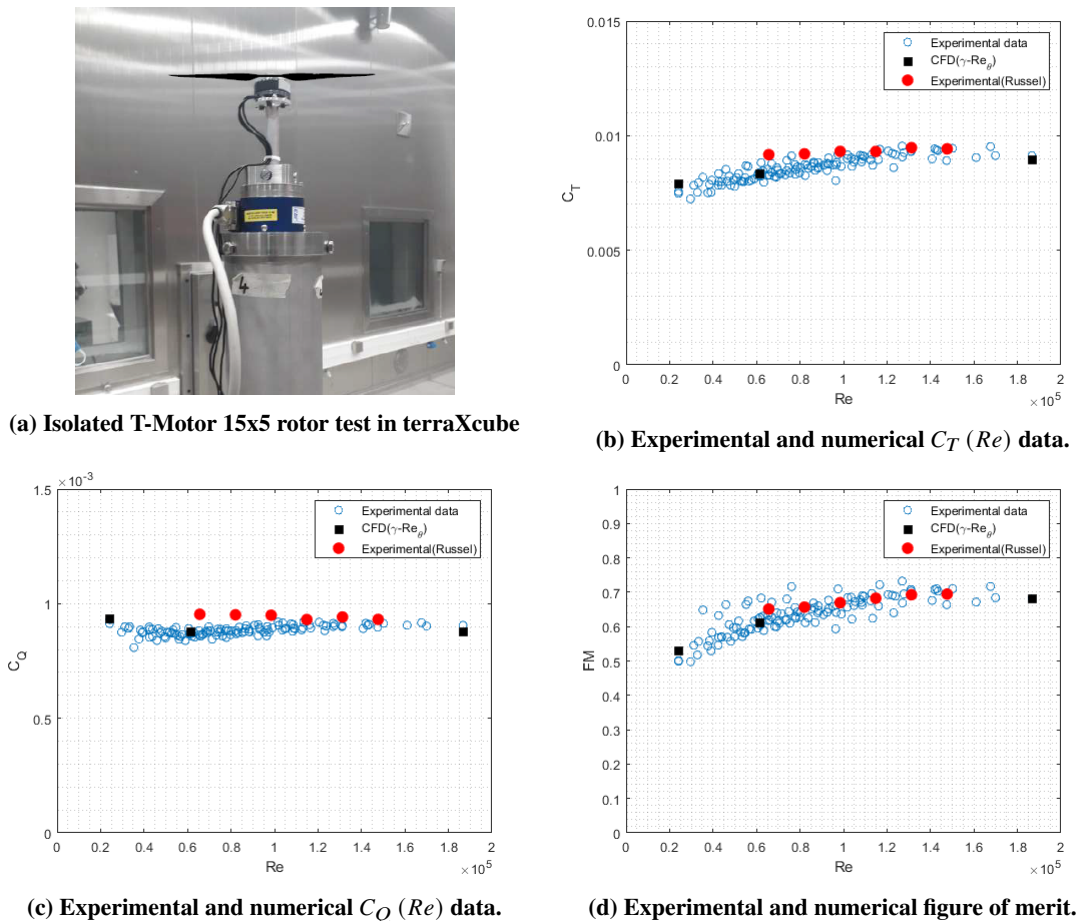 4
(a) Isolated T-Motor 15x5 rotor test in terraXcube
0.015
0.01
0.005
0
C_T
Experimental data
CFD(γ-Re_θ)
Experimental(Russel)
0 0.2 0.4 0.6 0.8 1 1.2 1.4 1.6 1.8 2
Re
×10^5
(b) Experimental and numerical C_T (Re) data.
×10^-3
1.5
1
0.5
0
C_Q
Experimental data
CFD(γ-Re_θ)
Experimental(Russel)
0 0.2 0.4 0.6 0.8 1 1.2 1.4 1.6 1.8 2
Re
×10^5
(c) Experimental and numerical C_Q (Re) data.
1
0.9
0.8
0.7
0.6
0.5
0.4
0.3
0.2
0.1
0
FM
Experimental data
CFD(γ-Re_θ)
Experimental(Russel)
0 0.2 0.4 0.6 0.8 1 1.2 1.4 1.6 1.8 2
Re
×10^5
(d) Experimental and numerical figure of merit.